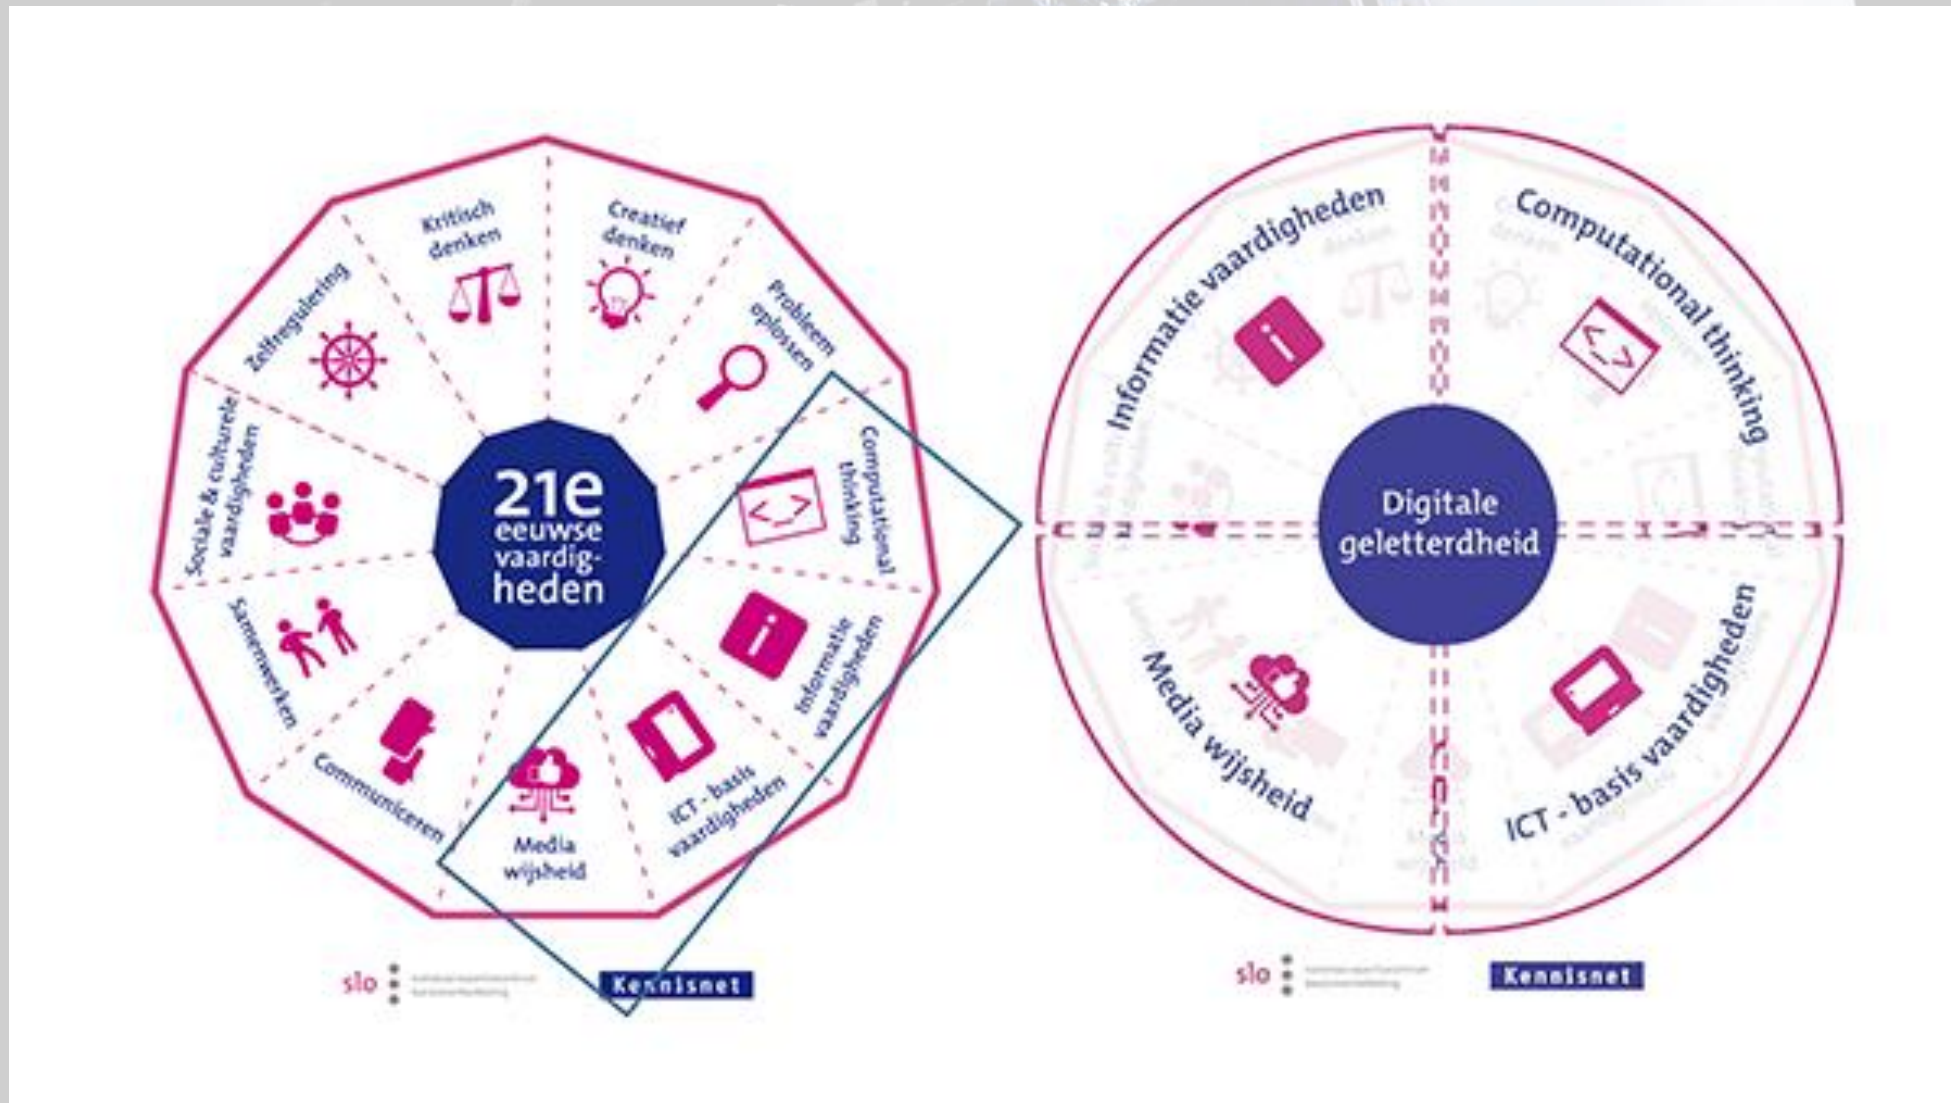 Kritisch
denken
Creatief
denken
Probleem
oplossen
Computational
thinking
Informatie
vaardigheden
ICT - basis
vaardigheden
Media
wijsheid
Communiceren
Samenwerken
Sociale & culturele
vaardigheden
Zelfregulering
21e
eeuwse
vaardig-
heden
slo
Kennisnet
Informatie vaardigheden
Computational thinking
ICT - basis vaardigheden
Media wijsheid
Digitale
geletterdheid
slo
Kennisnet